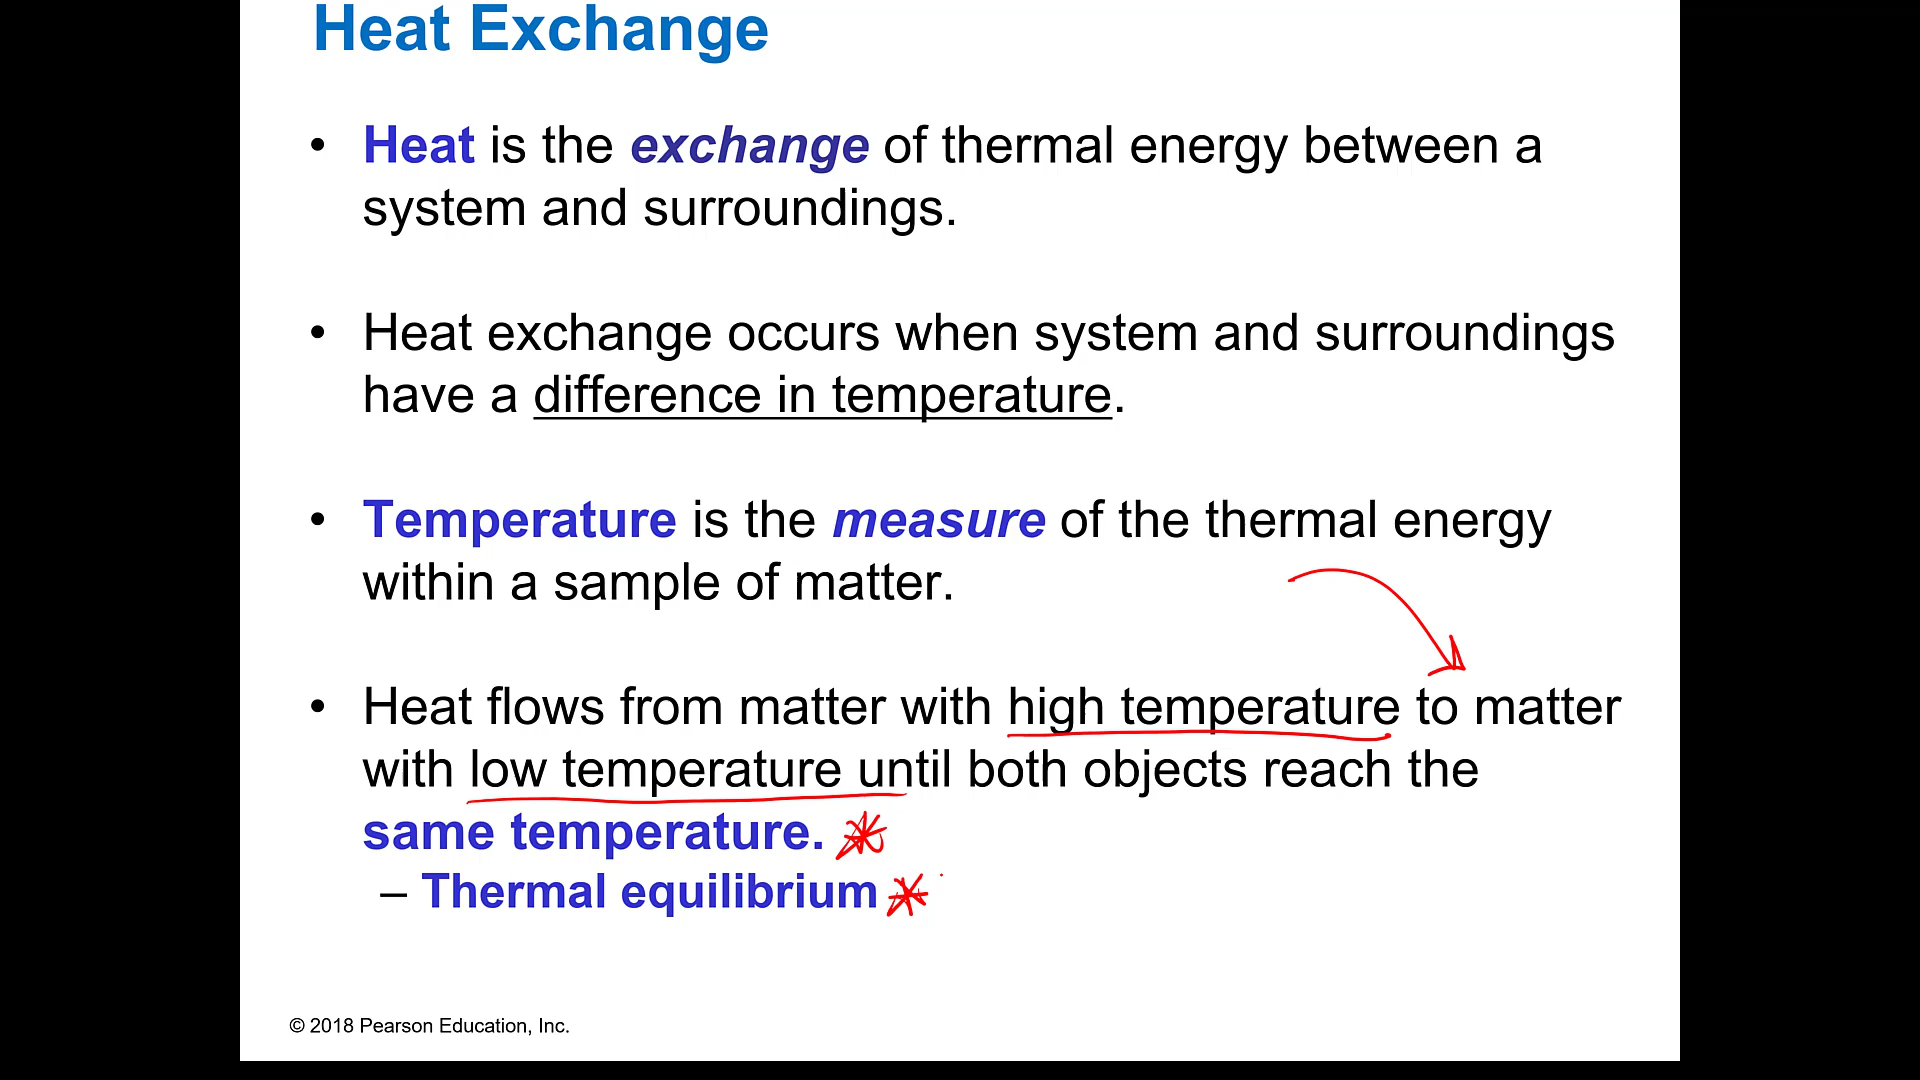 Heat Exchange
• Heat is the exchange of thermal energy between a
system and surroundings.
• Heat exchange occurs when system and surroundings
have a difference in temperature.
• Temperature is the measure of the thermal energy
within a sample of matter.
• Heat flows from matter with high temperature to matter
with low temperature until both objects reach the
same temperature.
– Thermal equilibrium
© 2018 Pearson Education, Inc.